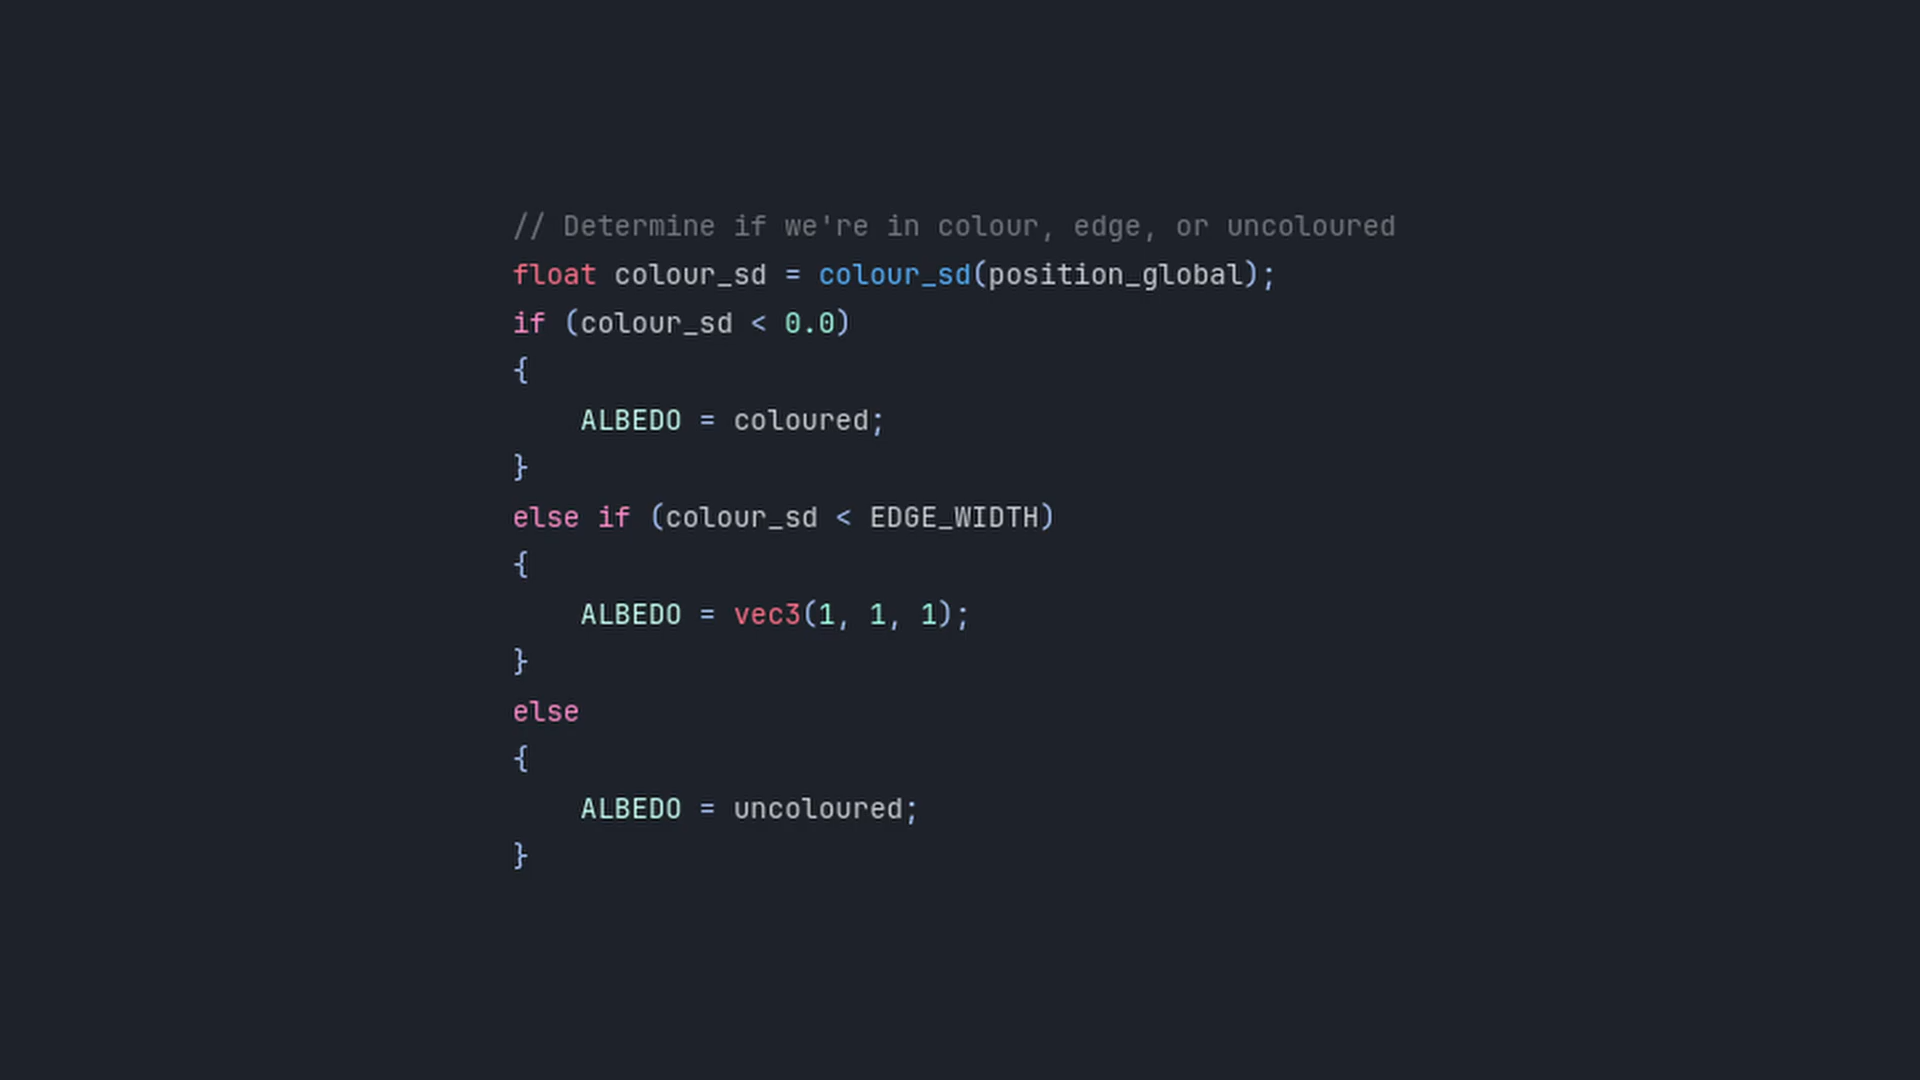 // Determine if we're in colour, edge, or uncoloured
float colour_sd = colour_sd(position_global);
if (colour_sd < 0.0)
{
    ALBEDO = coloured;
}
else if (colour_sd < EDGE_WIDTH)
{
    ALBEDO = vec3(1, 1, 1);
}
else
{
    ALBEDO = uncoloured;
}